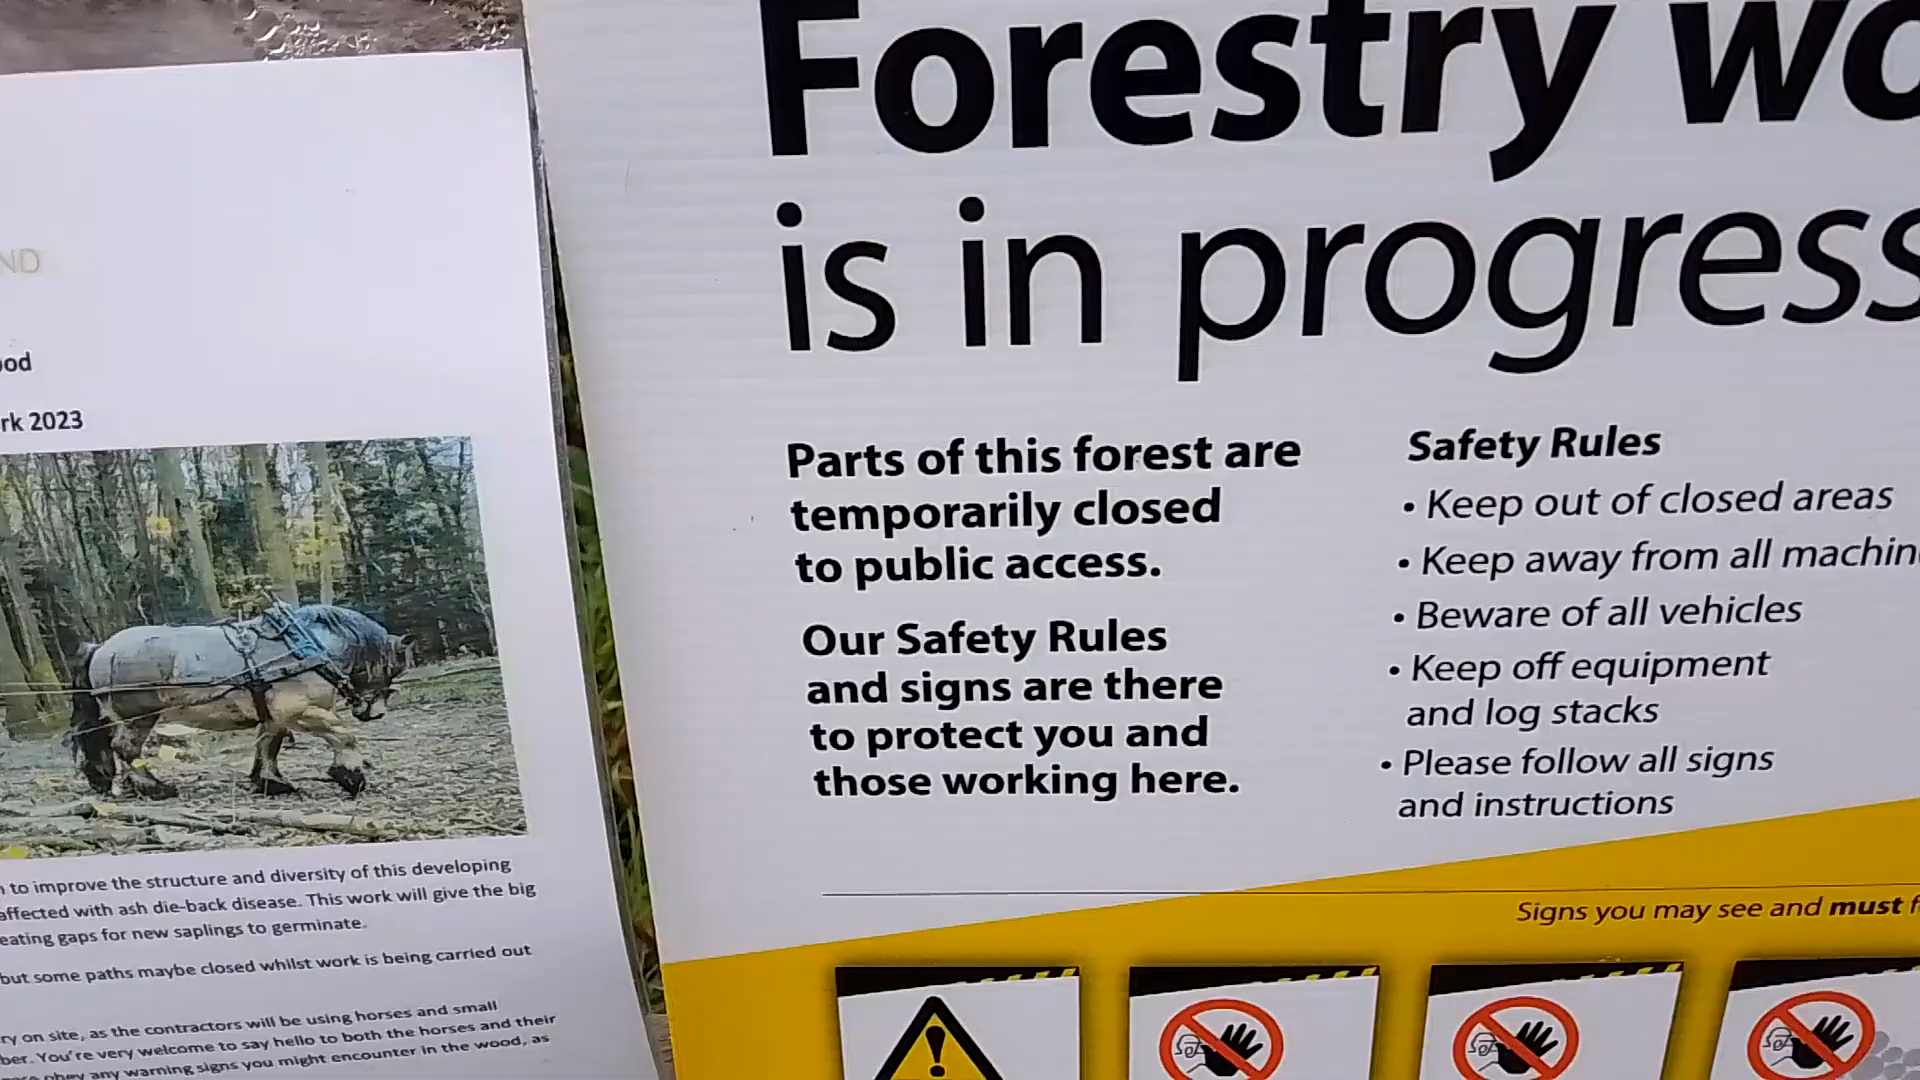 ND
ood
rk 2023
to improve the structure and diversity of this developing
affected with ash die-back disease. This work will give the big
eating gaps for new saplings to germinate.
but some paths maybe closed whilst work is being carried out
ry on site, as the contractors will be using horses and small
ber. You're very welcome to say hello to both the horses and their
obey any warning signs you might encounter in the wood, as
Forestry wo
is in progress
Parts of this forest are
temporarily closed
to public access.
Our Safety Rules
and signs are there
to protect you and
those working here.
Safety Rules
• Keep out of closed areas
• Keep away from all machin
• Beware of all vehicles
• Keep off equipment
and log stacks
• Please follow all signs
and instructions
Signs you may see and must f